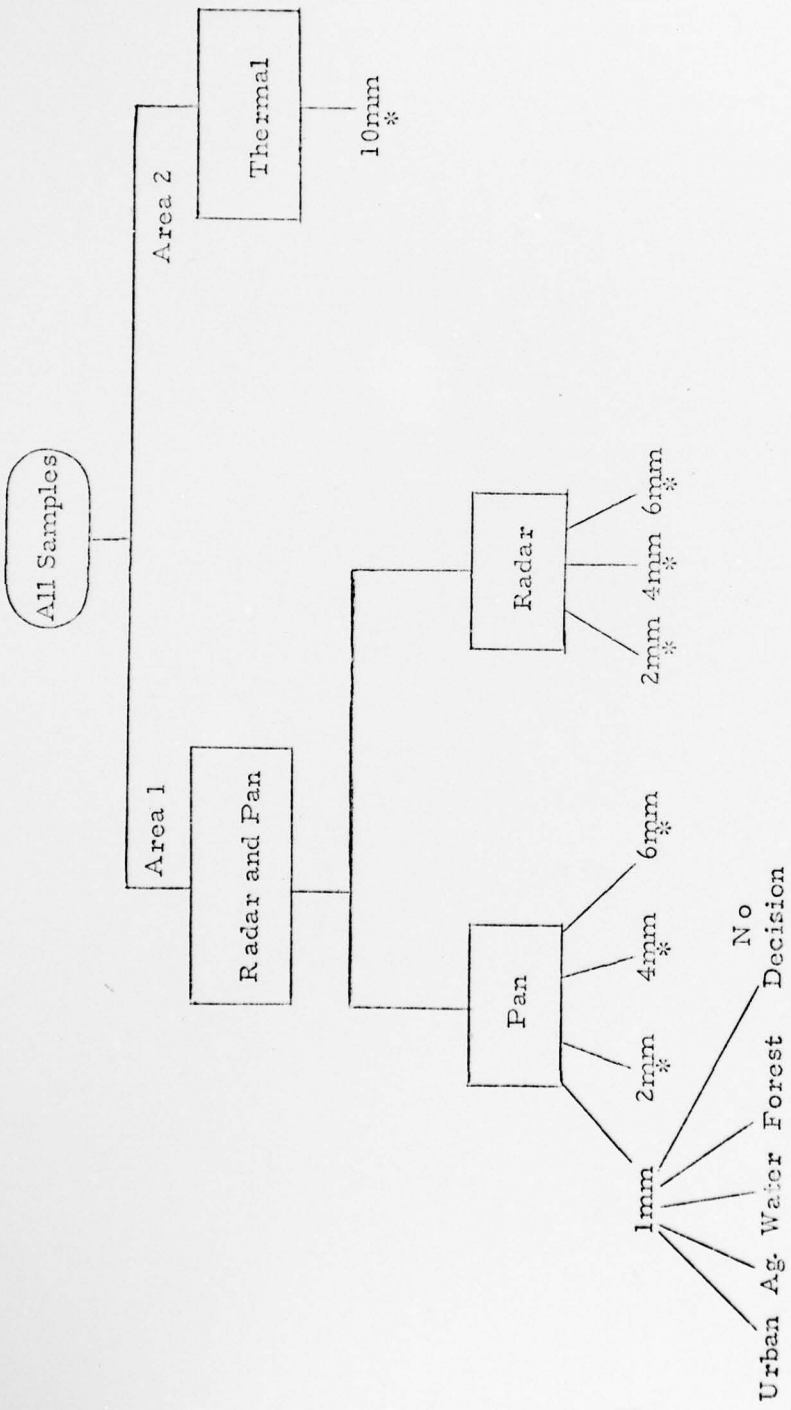 All Samples
Area 1
Area 2
Radar and Pan
Thermal
10mm
*
Pan
Radar
1mm
2mm
*
4mm
*
6mm
*
2mm
*
4mm
*
6mm
*
Urban
Ag.
Water
Forest
No
Decision